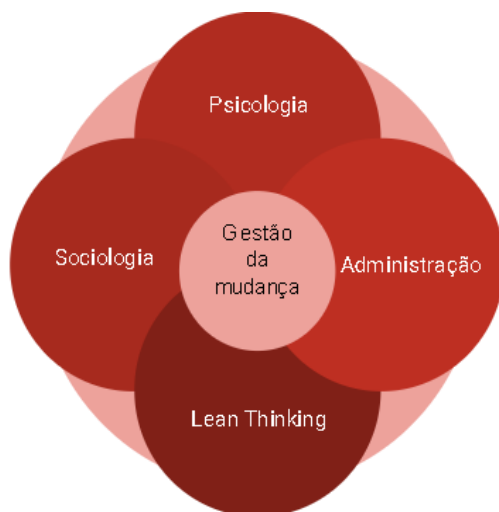 Psicologia
Sociologia
Gestão
da
mudança
Administração
Lean Thinking